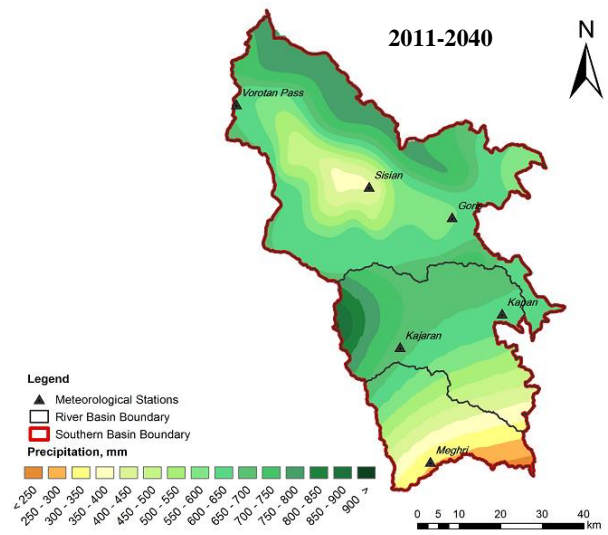 2011-2040
N
Vorotan Pass
Sisian
Goris
Kapan
Kajaran
Meghri
Legend
Meteorological Stations
River Basin Boundary
Southern Basin Boundary
Precipitation, mm
< 250
250 - 300
300 - 350
350 - 400
400 - 450
450 - 500
500 - 550
550 - 600
600 - 650
650 - 700
700 - 750
750 - 800
800 - 850
850 - 900
900 >
0 5 10 20 30 40
km